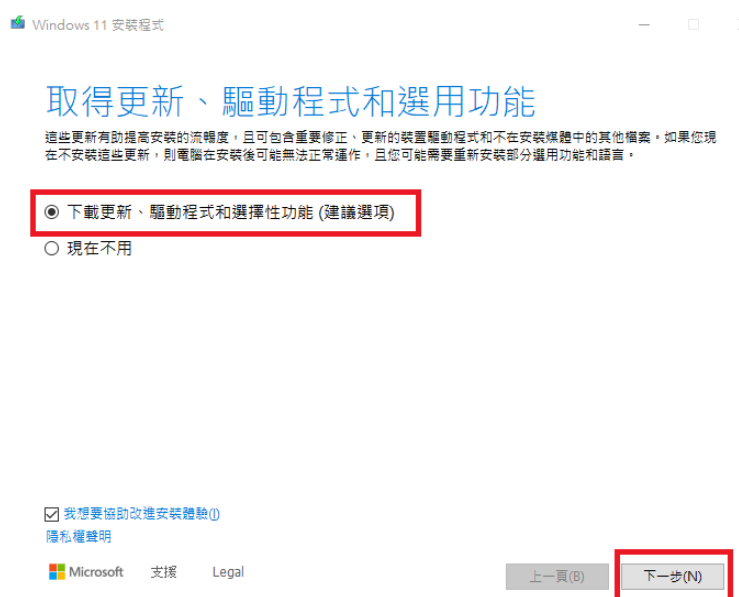 Windows 11 安裝程式
取得更新、驅動程式和選用功能
這些更新有助提高安裝的流暢度，且可包含重要修正、更新的裝置驅動程式和不在安裝媒體中的其他檔案。如果您現
在不安裝這些更新，則電腦在安裝後可能無法正常運作，且您可能需要重新安裝部分選用功能和語言。
下載更新、驅動程式和選擇性功能 (建議選項)
現在不用
我想要協助改進安裝體驗(I)
隱私權聲明
Microsoft 支援 Legal
上一頁(B) 下一步(N)